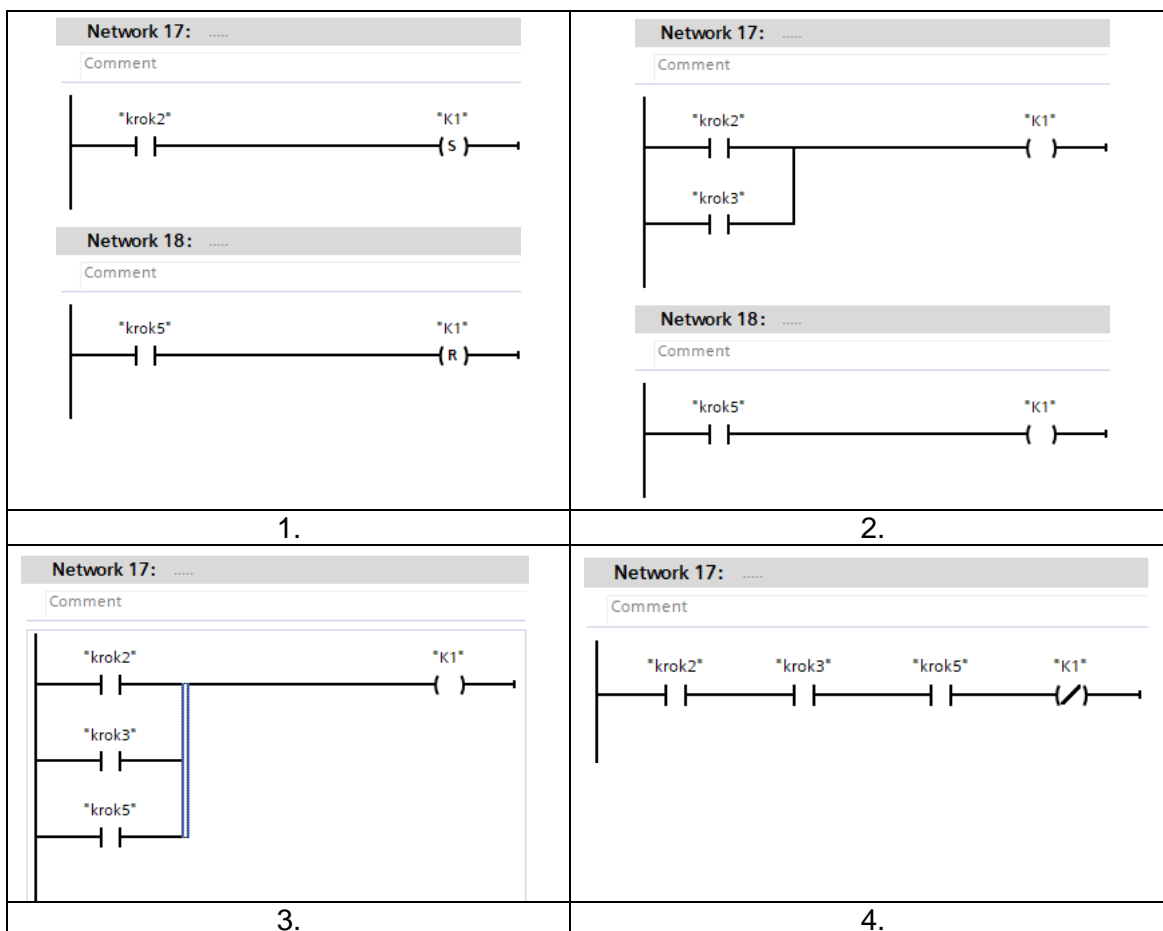 Network 17: .....
Comment
"krok2" "K1"
S
Network 18: .....
Comment
"krok5" "K1"
R
1.
Network 17: .....
Comment
"krok2" "K1"
"krok3"
Network 18: .....
Comment
"krok5" "K1"
2.
Network 17: .....
Comment
"krok2" "K1"
"krok3"
"krok5"
3.
Network 17: .....
Comment
"krok2" "krok3" "krok5" "K1"
4.